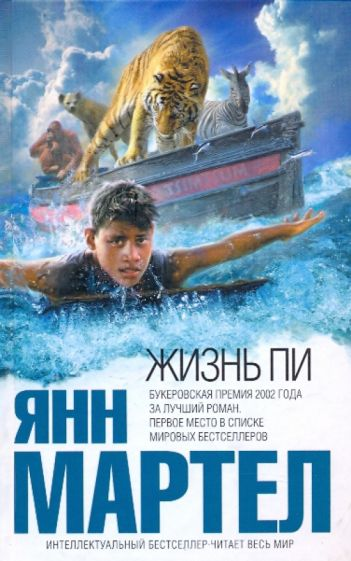 TSIMTSUM
ЖИЗНЬ ПИ
БУКЕРОВСКАЯ ПРЕМИЯ 2002 ГОДА
ЗА ЛУЧШИЙ РОМАН.
ПЕРВОЕ МЕСТО В СПИСКЕ
МИРОВЫХ БЕСТСЕЛЛЕРОВ
ЯНН
МАРТЕЛ
ИНТЕЛЛЕКТУАЛЬНЫЙ БЕСТСЕЛЛЕР-ЧИТАЕТ ВЕСЬ МИР